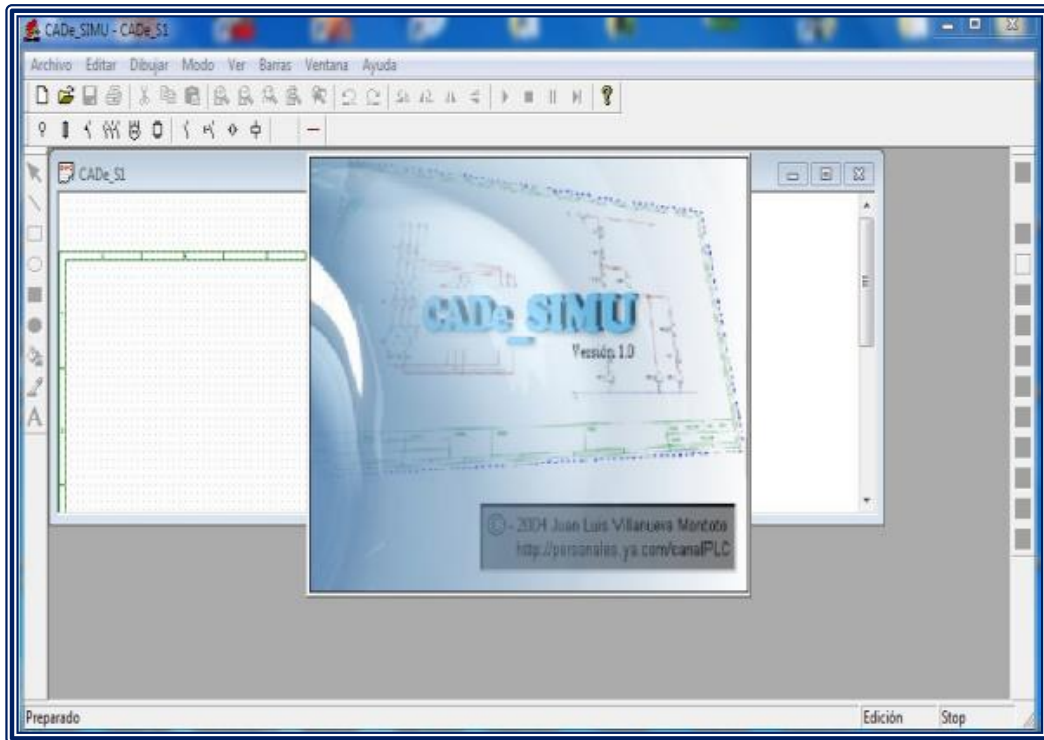 CADe_SIMU - CADe_S1
Archivo Editar Dibujar Modo Ver Barras Ventana Ayuda
CADe_S1
CADe_SIMU
Versión 1.0
© - 2004 Juan Luis Villanueva Montoto
http://personales.ya.com/canalPLC
A
Preparado Edición Stop